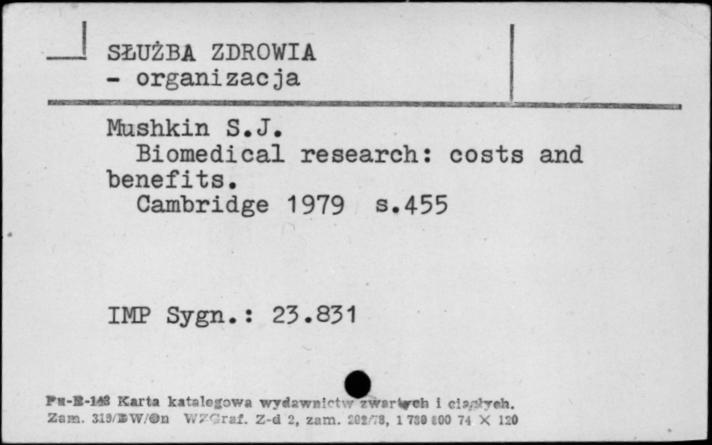 SŁUŻBA ZDROWIA
- organizacja
Mushkin S.J.
Biomedical research: costs and
benefits.
Cambridge 1979 s.455
IMP Sygn.: 23.831
Karta katalogowa wydawnictw zwartych i ciągłych.
Zam. WZGraf. Z-d 2, zam. 74 X 120